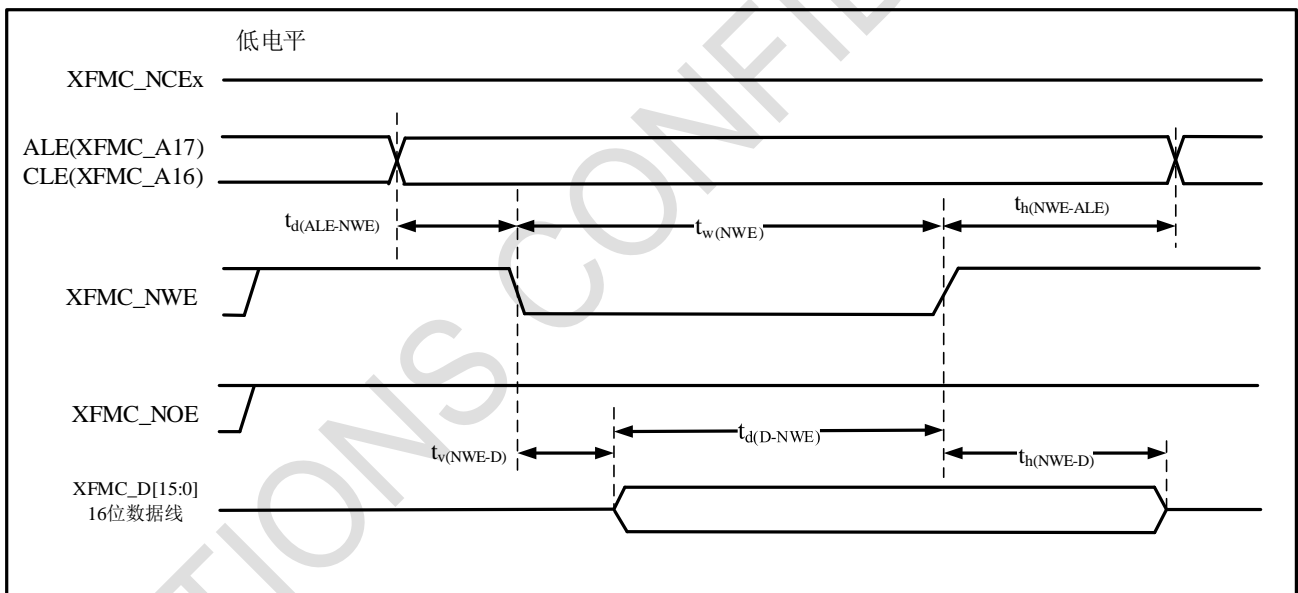 低电平
XFMC_NCEx
ALE(XFMC_A17)
CLE(XFMC_A16)
td(ALE-NWE)
tw(NWE)
th(NWE-ALE)
XFMC_NWE
XFMC_NOE
tv(NWE-D)
td(D-NWE)
th(NWE-D)
XFMC_D[15:0]
16位数据线